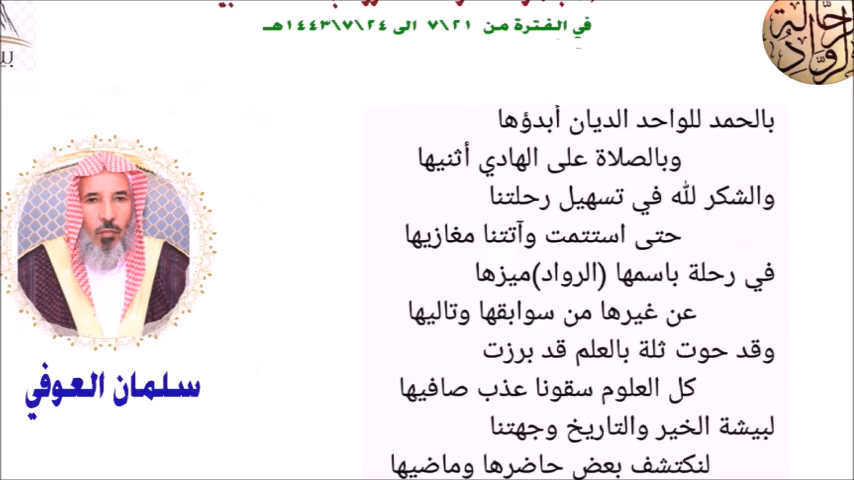 في الفترة من ٧\٢١ الى ١٤٤٣\٧\٢٤هـ
رحالة
الرواد
بالحمد للواحد الديان أبدؤها
وبالصلاة على الهادي أثنيها
والشكر لله في تسهيل رحلتنا
حتى استتمت وآتتنا مغازيها
في رحلة باسمها (الرواد)ميزها
عن غيرها من سوابقها وتاليها
وقد حوت ثلة بالعلم قد برزت
كل العلوم سقونا عذب صافيها
لبيشة الخير والتاريخ وجهتنا
لنكتشف بعض حاضرها وماضيها
سلمان العوفي